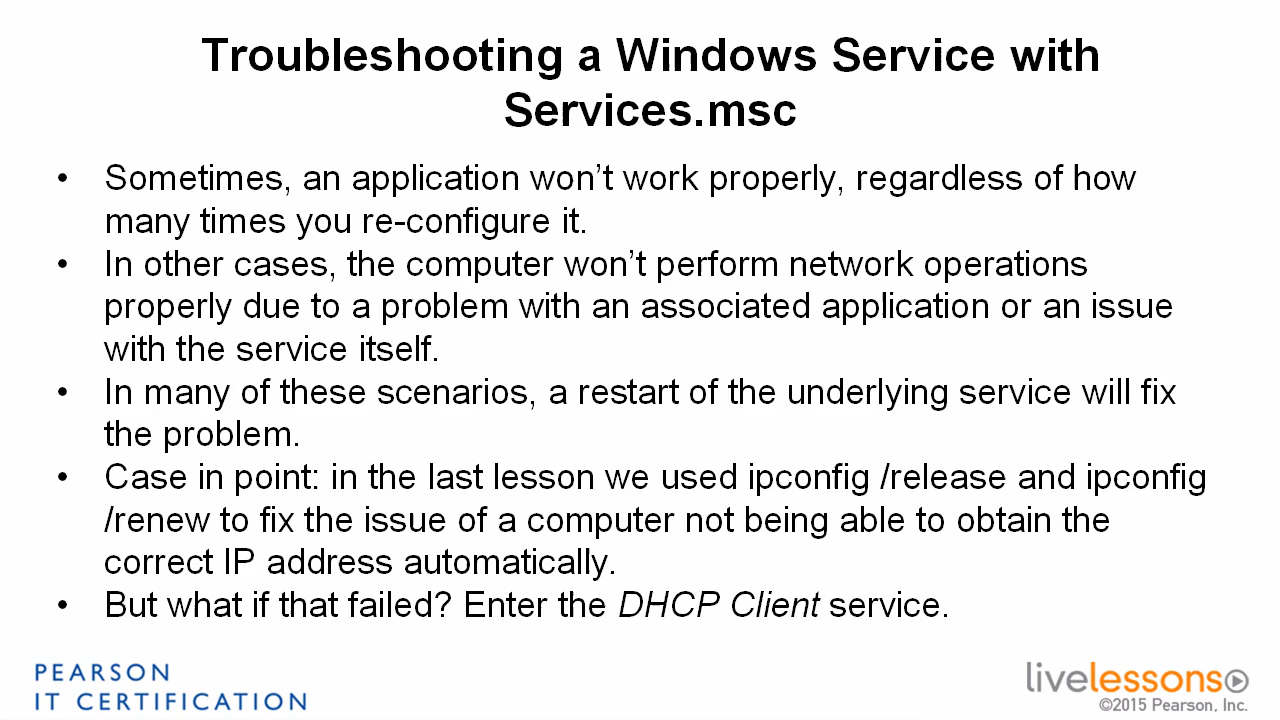 Troubleshooting a Windows Service with
Services.msc
• Sometimes, an application won’t work properly, regardless of how
many times you re-configure it.
• In other cases, the computer won’t perform network operations
properly due to a problem with an associated application or an issue
with the service itself.
• In many of these scenarios, a restart of the underlying service will fix
the problem.
• Case in point: in the last lesson we used ipconfig /release and ipconfig
/renew to fix the issue of a computer not being able to obtain the
correct IP address automatically.
• But what if that failed? Enter the DHCP Client service.
PEARSON
IT CERTIFICATION
livelessons
©2015 Pearson, Inc.